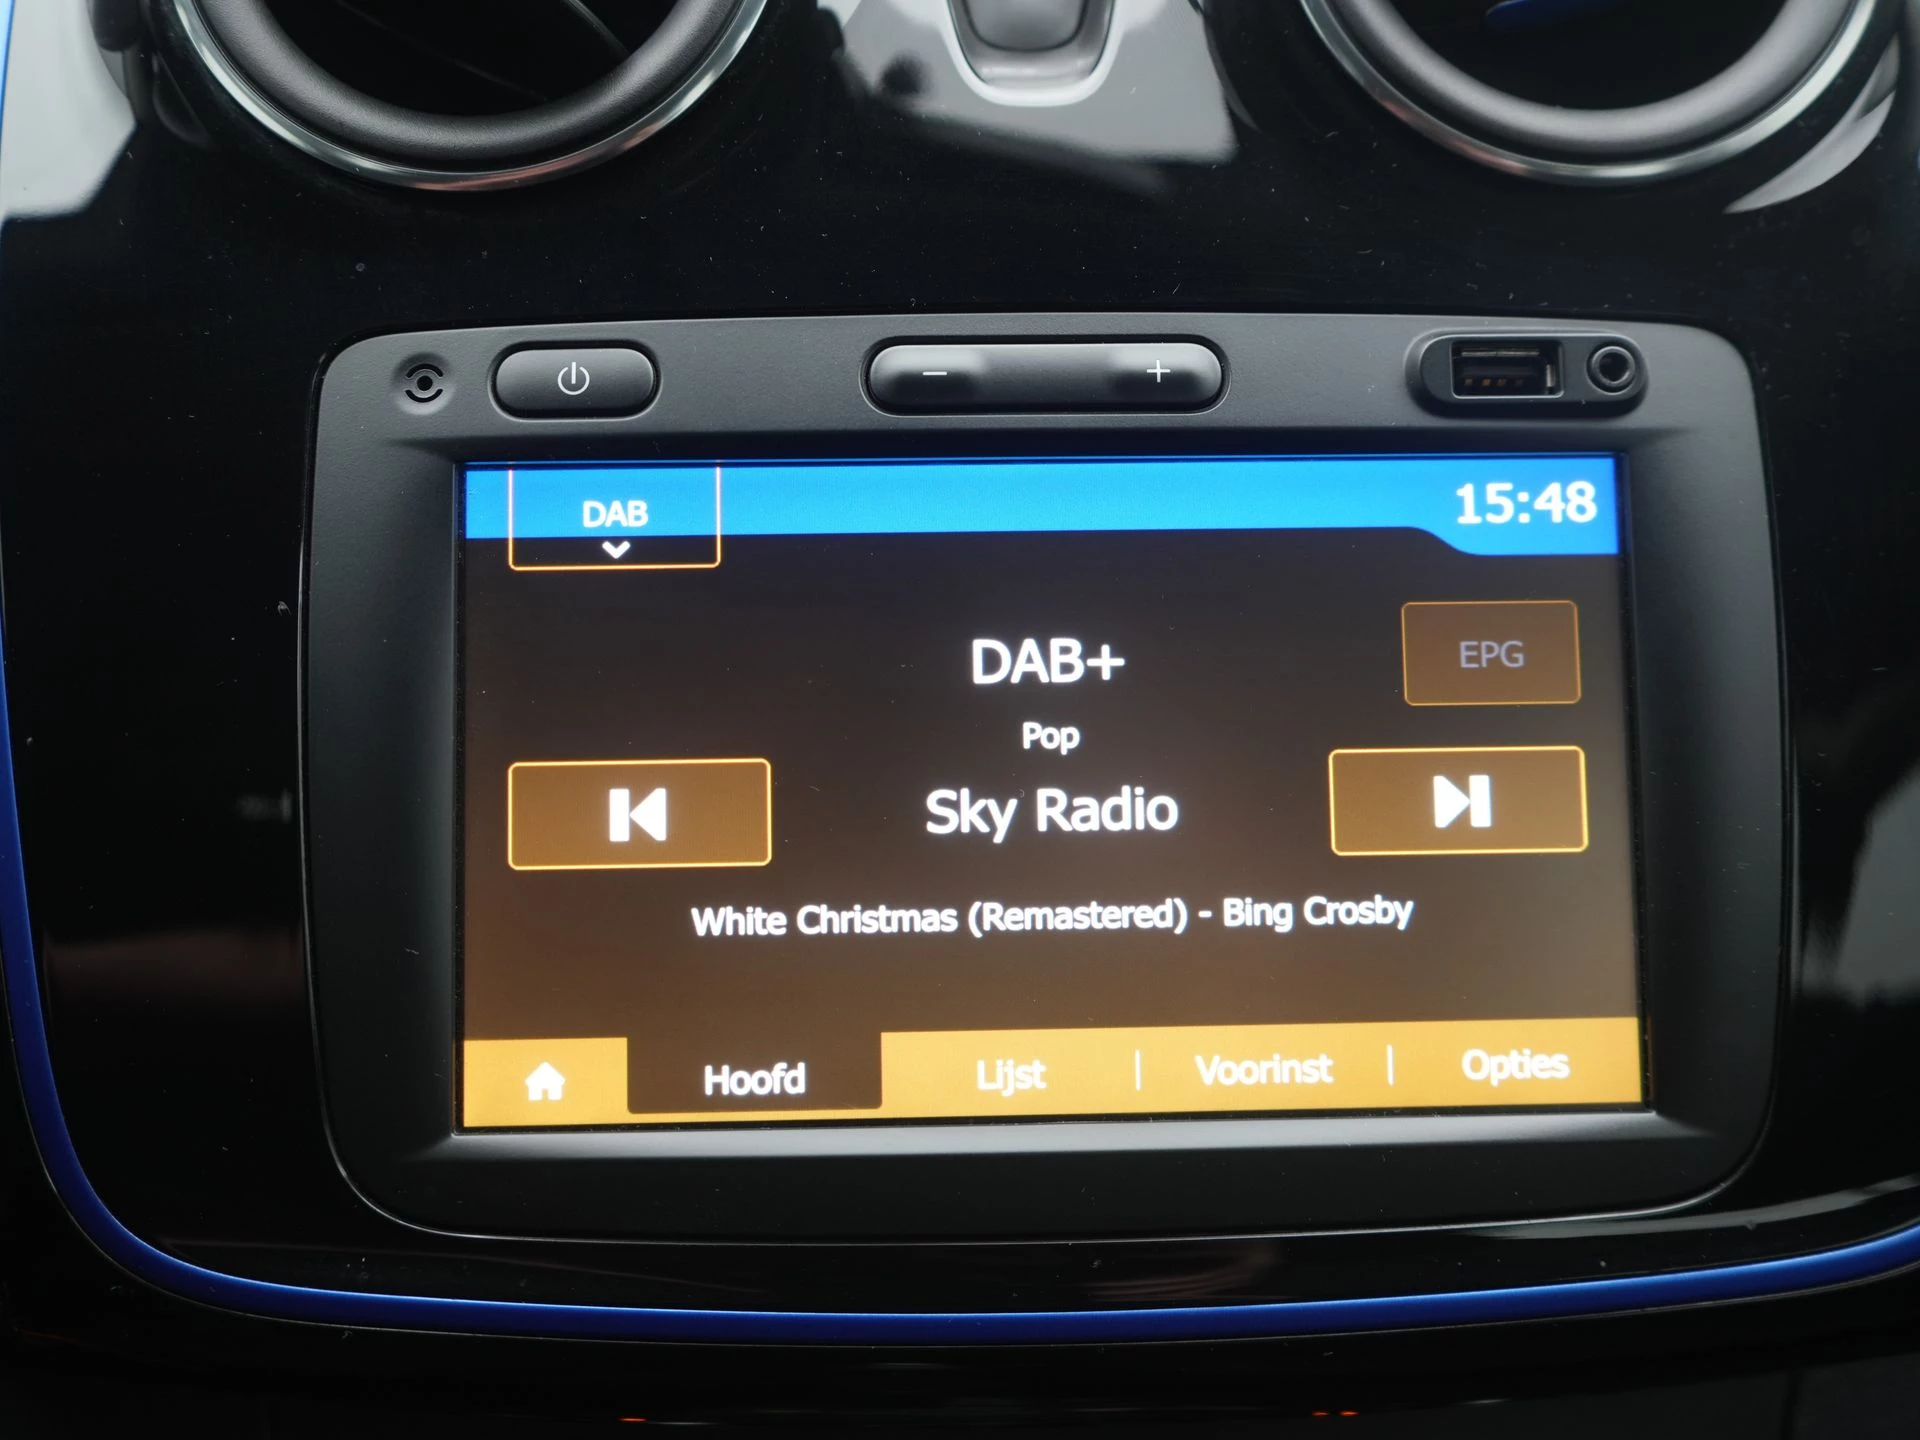 DAB
15:48
DAB+
EPG
Pop
Sky Radio
White Christmas (Remastered) - Bing Crosby
Hoofd
Lijst
Voorinst
Opties